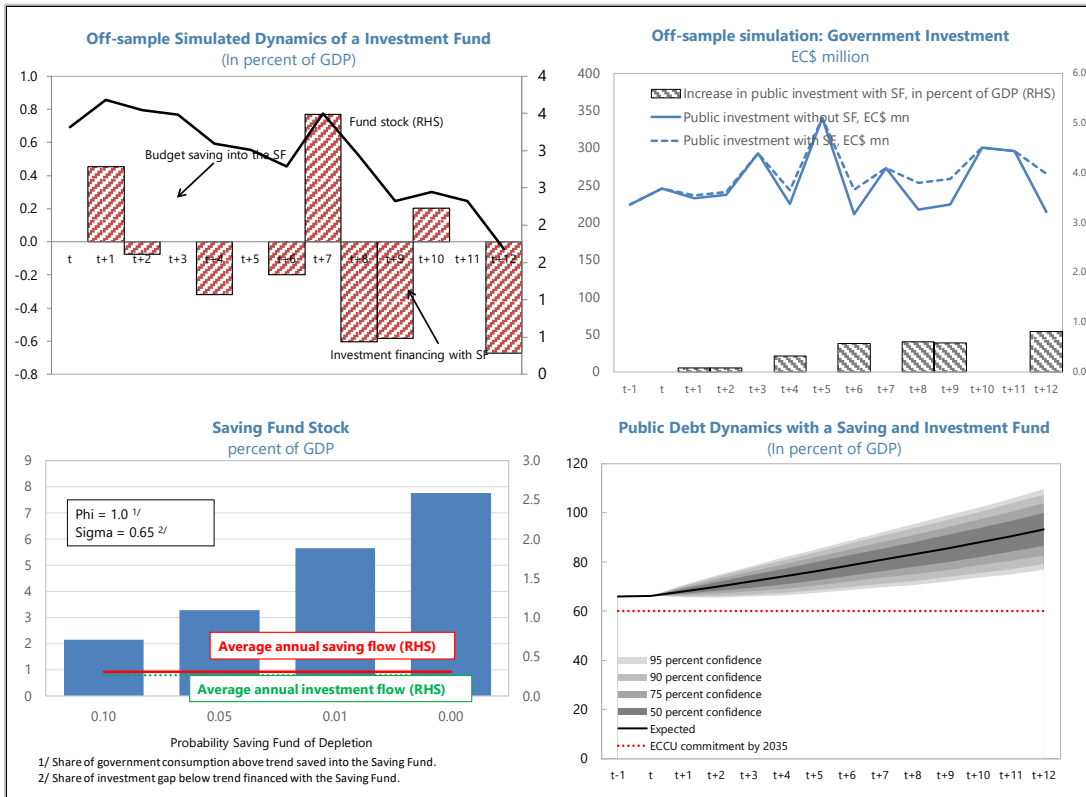 Off-sample Simulated Dynamics of a Investment Fund
(In percent of GDP)
1.0
0.8
0.6
0.4
0.2
0.0
-0.2
-0.4
-0.6
-0.8
4
4
3
3
2
2
1
1
0
Fund stock (RHS)
Budget saving into the SF
t t+1 t+2 t+3 t+4 t+5 t+6 t+7 t+8 t+9 t+10 t+11 t+12
Investment financing with SF
Off-sample simulation: Government Investment
EC$ million
400
350
300
250
200
150
100
50
0
6.0
5.0
4.0
3.0
2.0
1.0
0.0
Increase in public investment with SF, in percent of GDP (RHS)
Public investment without SF, EC$ mn
Public investment with SF, EC$ mn
t-1 t t+1 t+2 t+3 t+4 t+5 t+6 t+7 t+8 t+9 t+10 t+11 t+12
Saving Fund Stock
percent of GDP
9
8
7
6
5
4
3
2
1
0
3.0
2.5
2.0
1.5
1.0
0.5
0.0
Phi = 1.0 1/
Sigma = 0.65 2/
Average annual saving flow (RHS)
Average annual investment flow (RHS)
0.10 0.05 0.01 0.00
Probability Saving Fund of Depletion
1/ Share of government consumption above trend saved into the Saving Fund.
2/ Share of investment gap below trend financed with the Saving Fund.
Public Debt Dynamics with a Saving and Investment Fund
(In percent of GDP)
120
100
80
60
40
20
0
95 percent confidence
90 percent confidence
75 percent confidence
50 percent confidence
Expected
ECCU commitment by 2035
t-1 t t+1 t+2 t+3 t+4 t+5 t+6 t+7 t+8 t+9 t+10 t+11 t+12